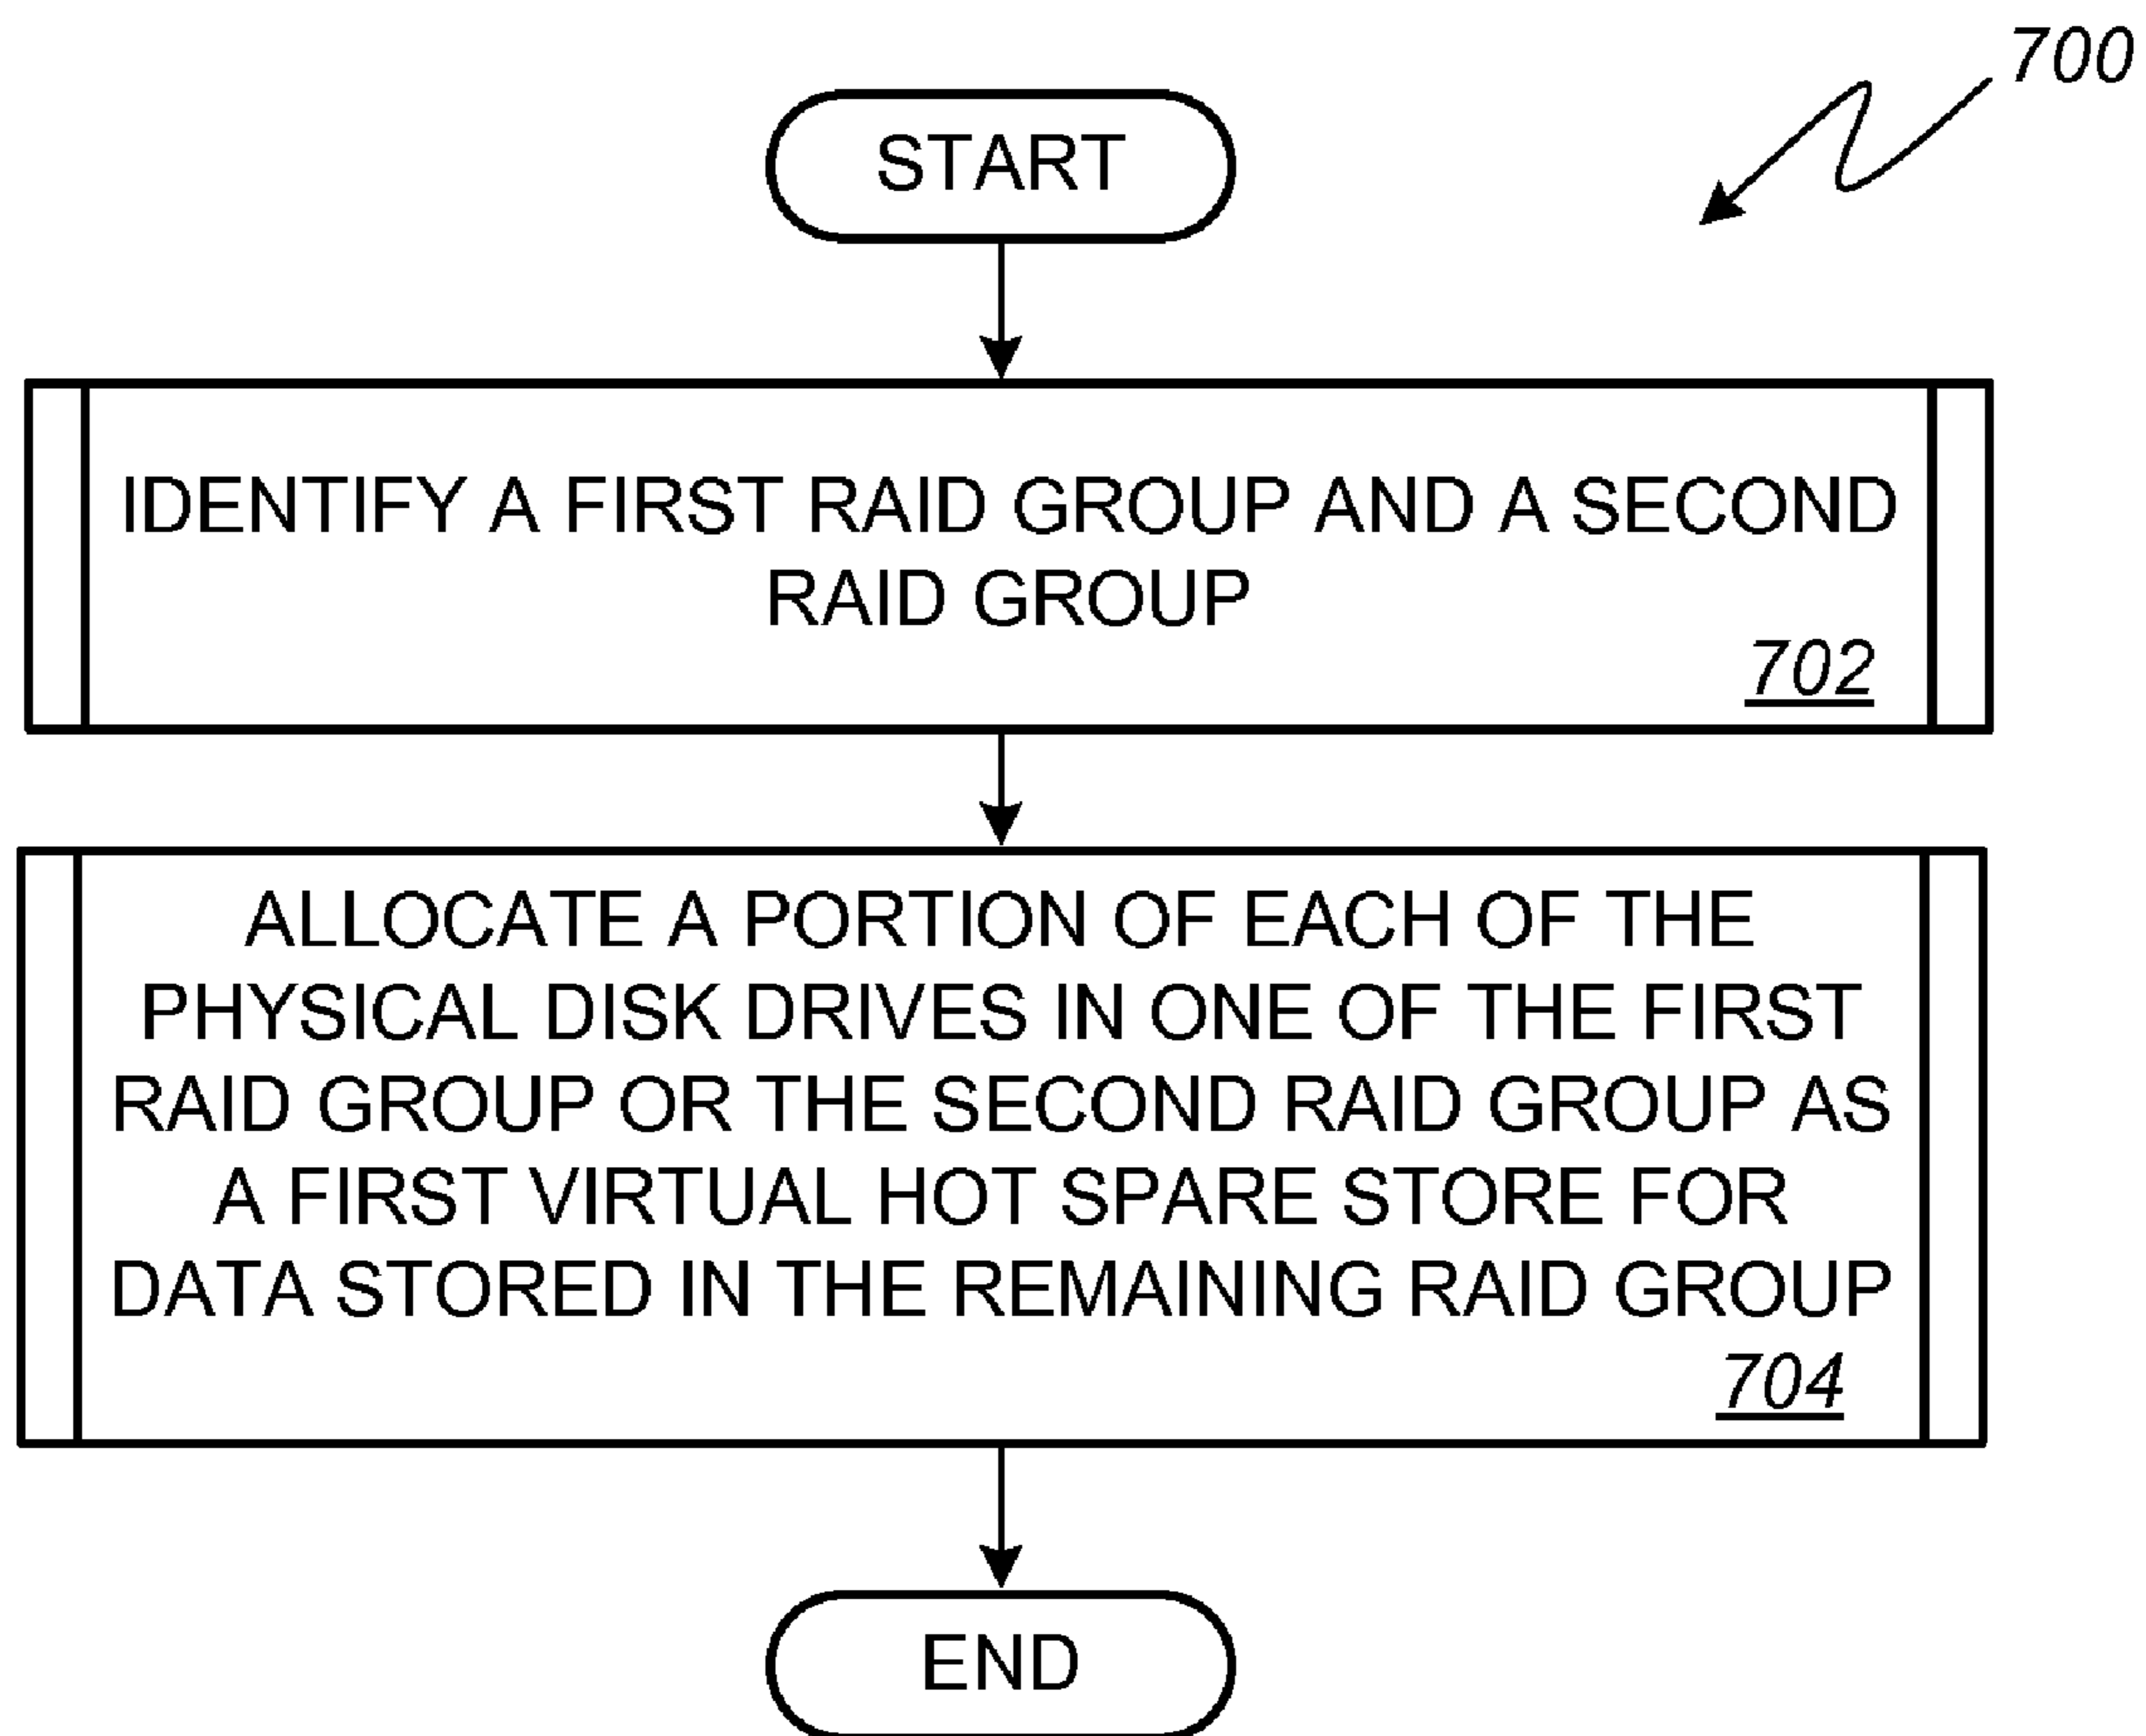 700
START
IDENTIFY A FIRST RAID GROUP AND A SECOND
RAID GROUP
702
ALLOCATE A PORTION OF EACH OF THE
PHYSICAL DISK DRIVES IN ONE OF THE FIRST
RAID GROUP OR THE SECOND RAID GROUP AS
A FIRST VIRTUAL HOT SPARE STORE FOR
DATA STORED IN THE REMAINING RAID GROUP
704
END